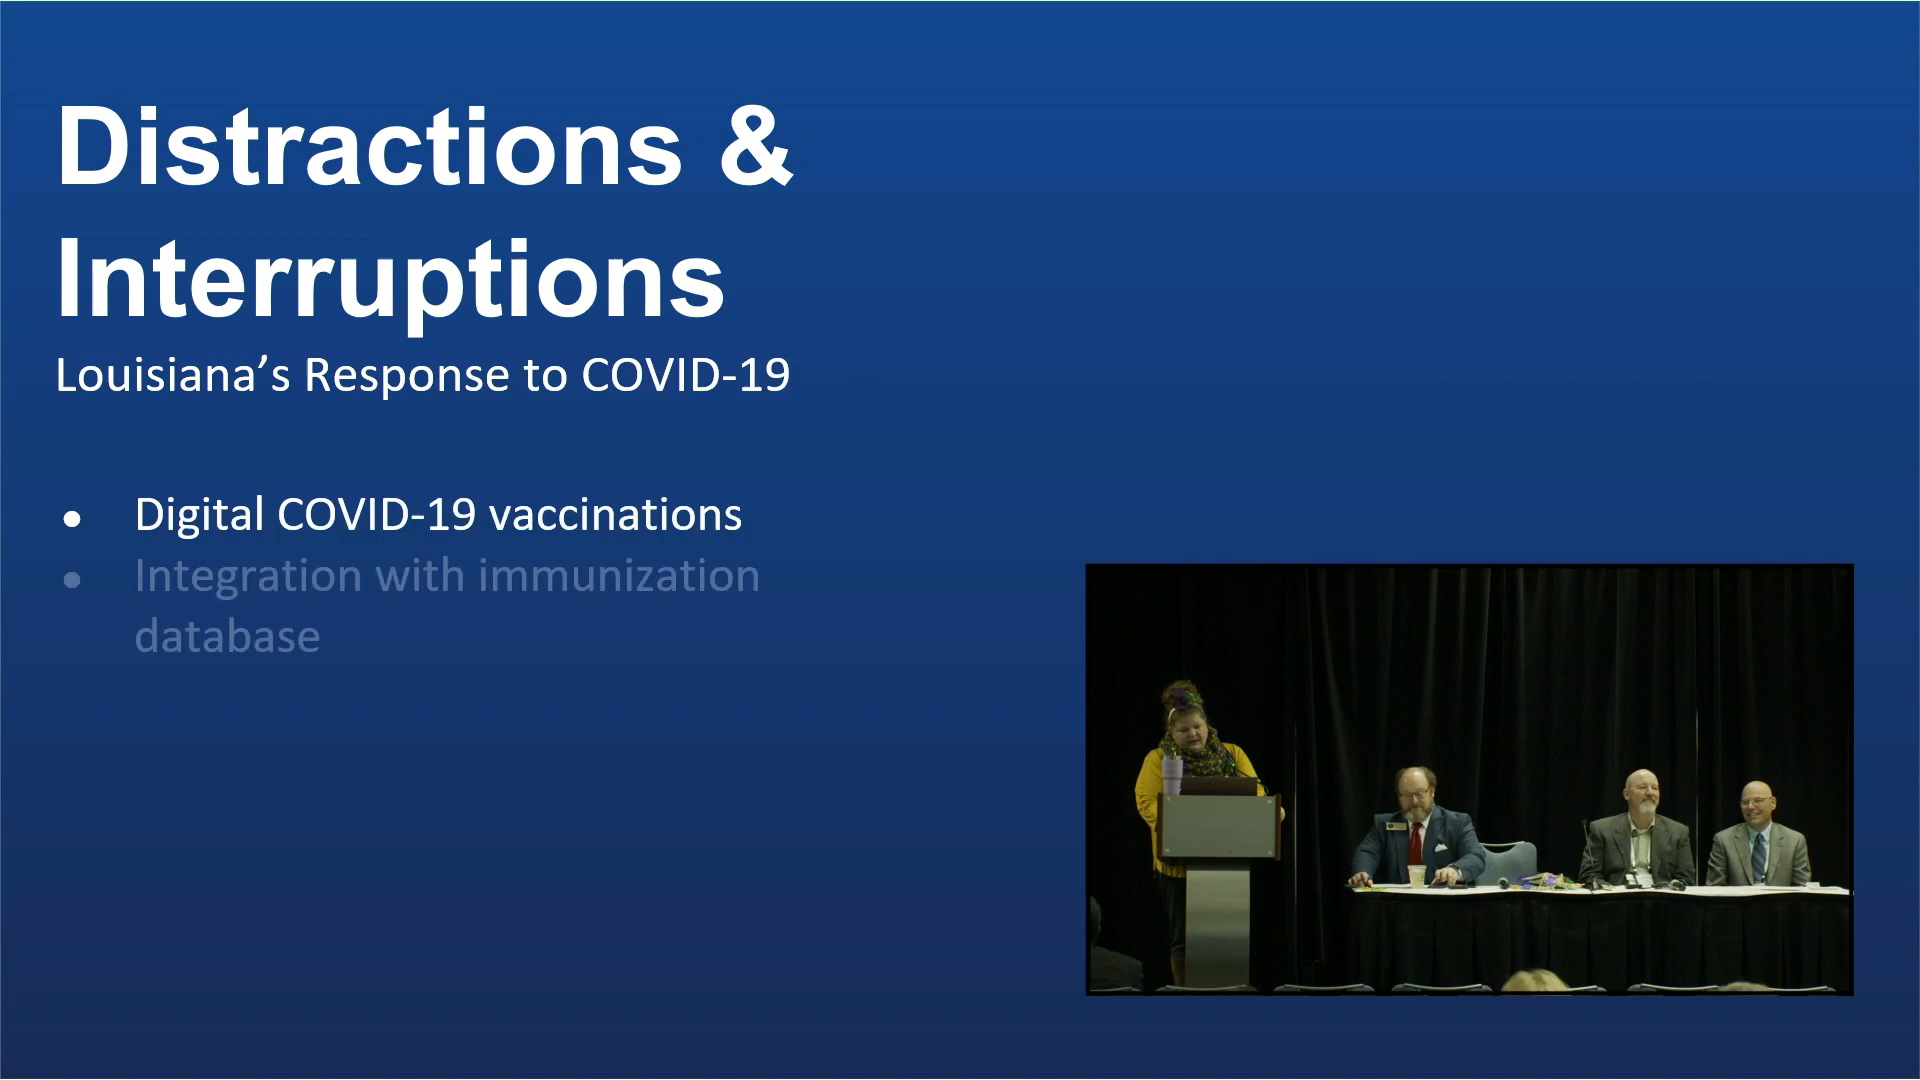 Distractions &
Interruptions
Louisiana’s Response to COVID-19
• Digital COVID-19 vaccinations
• Integration with immunization
database